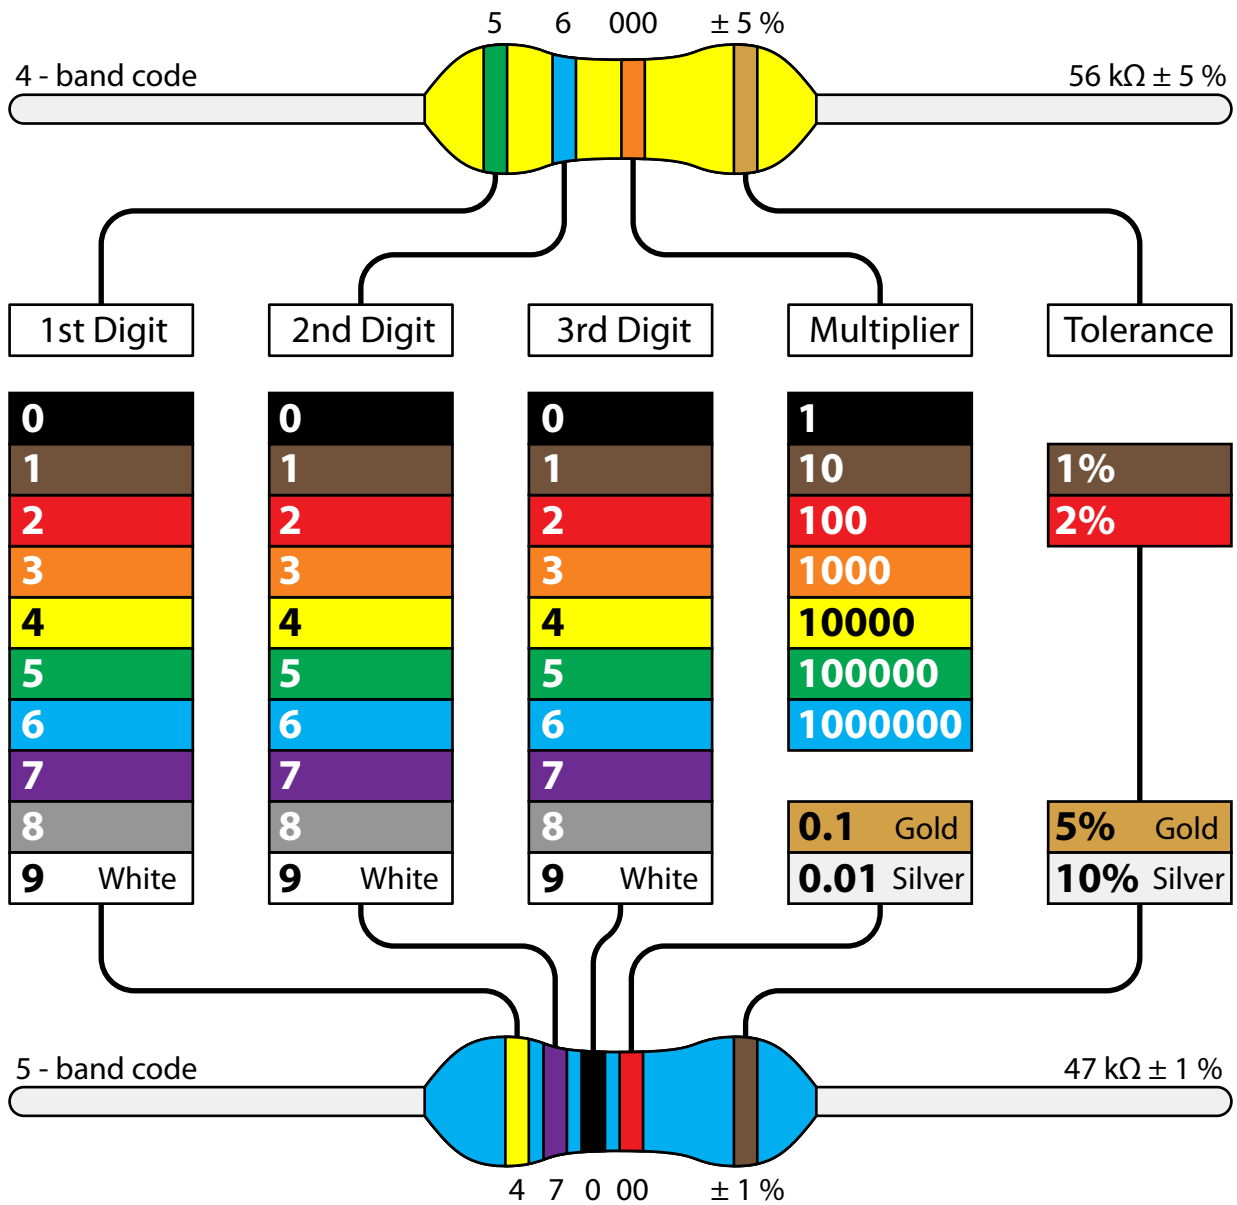 5 6 000 ± 5 %
4 - band code 56 kΩ ± 5 %
1st Digit 2nd Digit 3rd Digit Multiplier Tolerance
0 0 0 1
1 1 1 10 1%
2 2 2 100 2%
3 3 3 1000
4 4 4 10000
5 5 5 100000
6 6 6 1000000
7 7 7
8 8 8 0.1 Gold 5% Gold
9 White 9 White 9 White 0.01 Silver 10% Silver
5 - band code 47 kΩ ± 1 %
4 7 0 00 ± 1 %